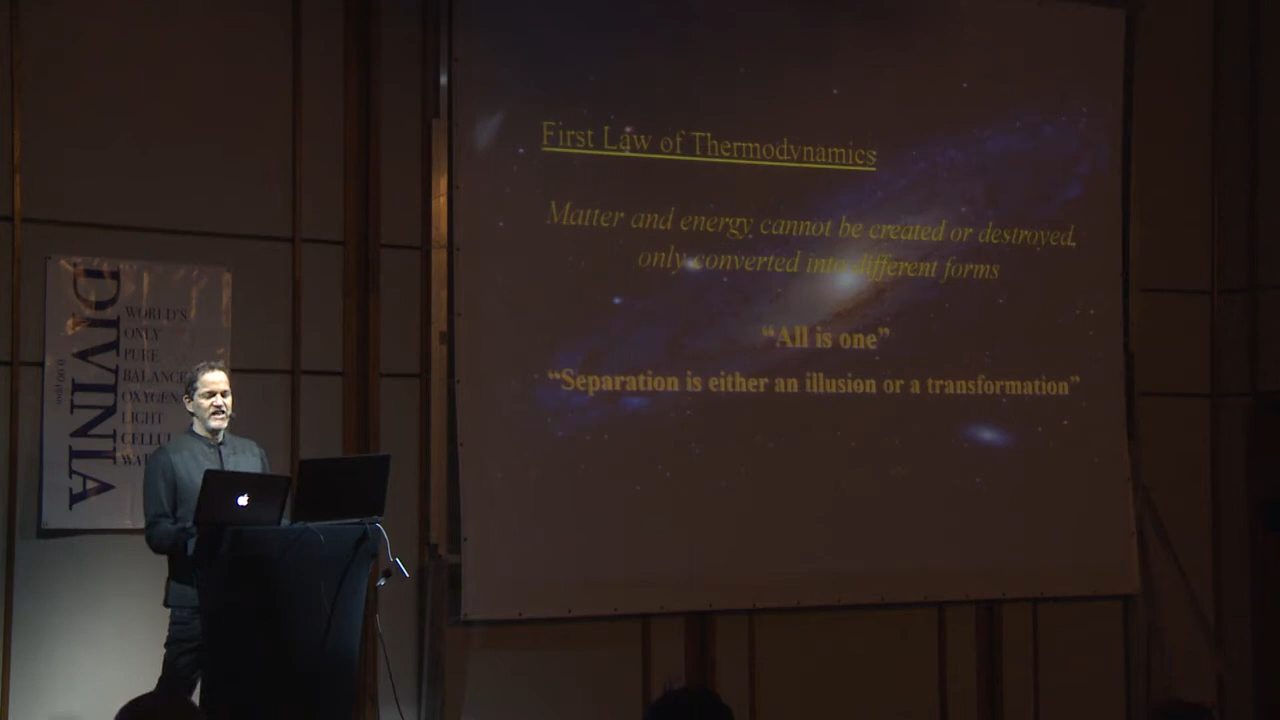 First Law of Thermodynamics
Matter and energy cannot be created or destroyed,
only converted into different forms
“All is one”
“Separation is either an illusion or a transformation”
DIVINIA
WORLD'S
ONLY
PURE
BALANCE
OXYGEN
LIGHT
CELLU
WAT